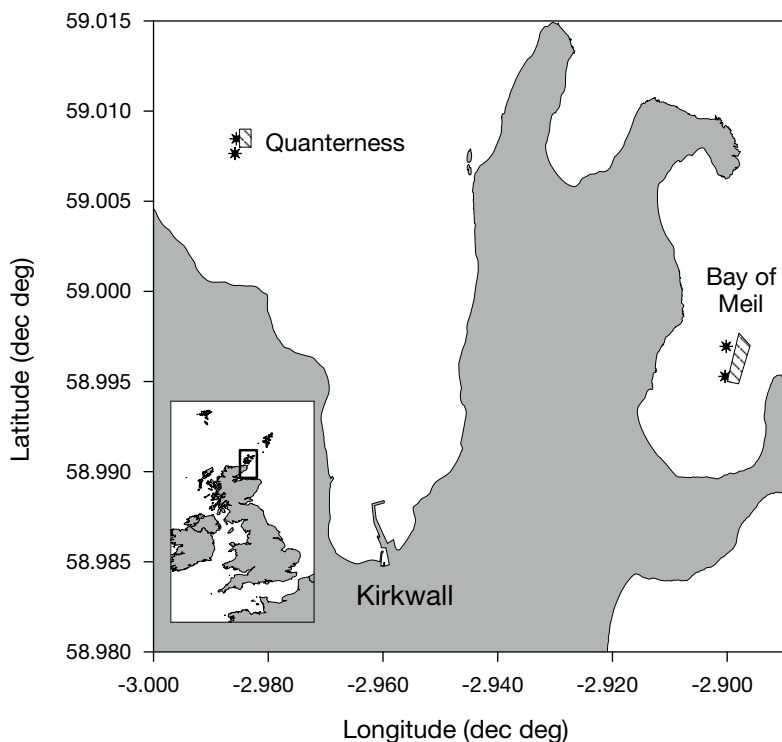 59.015
59.010
59.005
59.000
58.995
58.990
58.985
58.980
Latitude (dec deg)
Quanterness
Bay of
Meil
Kirkwall
-3.000 -2.980 -2.960 -2.940 -2.920 -2.900
Longitude (dec deg)